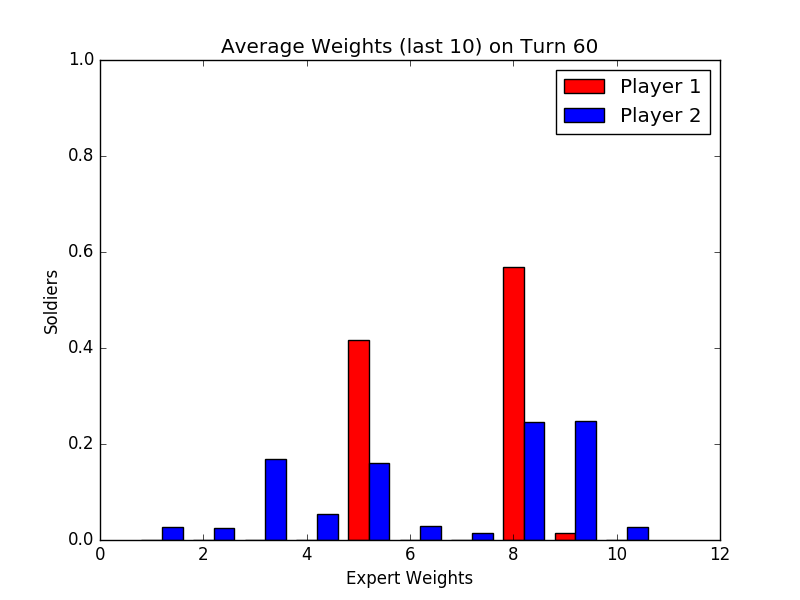 Average Weights (last 10) on Turn 60
Player 1
Player 2
1.0
0.8
0.6
0.4
0.2
0.0
Soldiers
0 2 4 6 8 10 12
Expert Weights